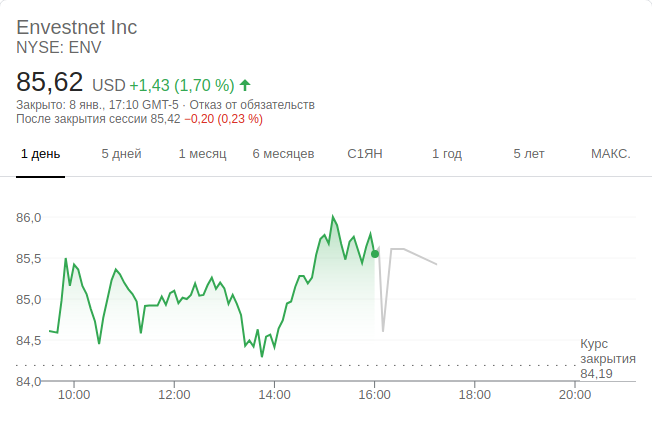 Envestnet Inc
NYSE: ENV
85,62 USD +1,43 (1,70 %)
Закрыто: 8 янв., 17:10 GMT-5 · Отказ от обязательств
После закрытия сессии 85,42 −0,20 (0,23 %)
1 день 5 дней 1 месяц 6 месяцев С1ЯН 1 год 5 лет МАКС.
86,0
85,5
85,0
84,5
84,0
Курс
закрытия
84,19
10:00 12:00 14:00 16:00 18:00 20:00